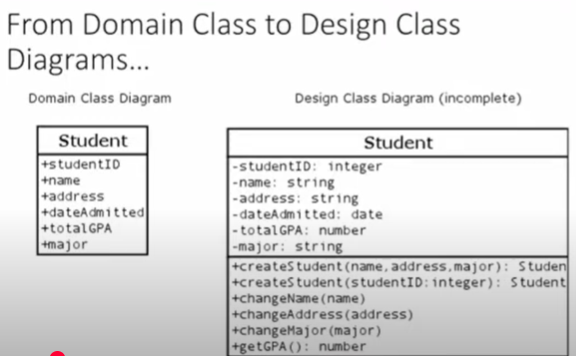 From Domain Class to Design Class
Diagrams...
Domain Class Diagram
Student
+studentID
+name
+address
+dateAdmitted
+totalGPA
+major
Design Class Diagram (incomplete)
Student
-studentID: integer
-name: string
-address: string
-dateAdmitted: date
-totalGPA: number
-major: string
+createStudent(name,address,major): Studen
+createStudent(studentID:integer): Student
+changeName(name)
+changeAddress(address)
+changeMajor(major)
+getGPA(): number